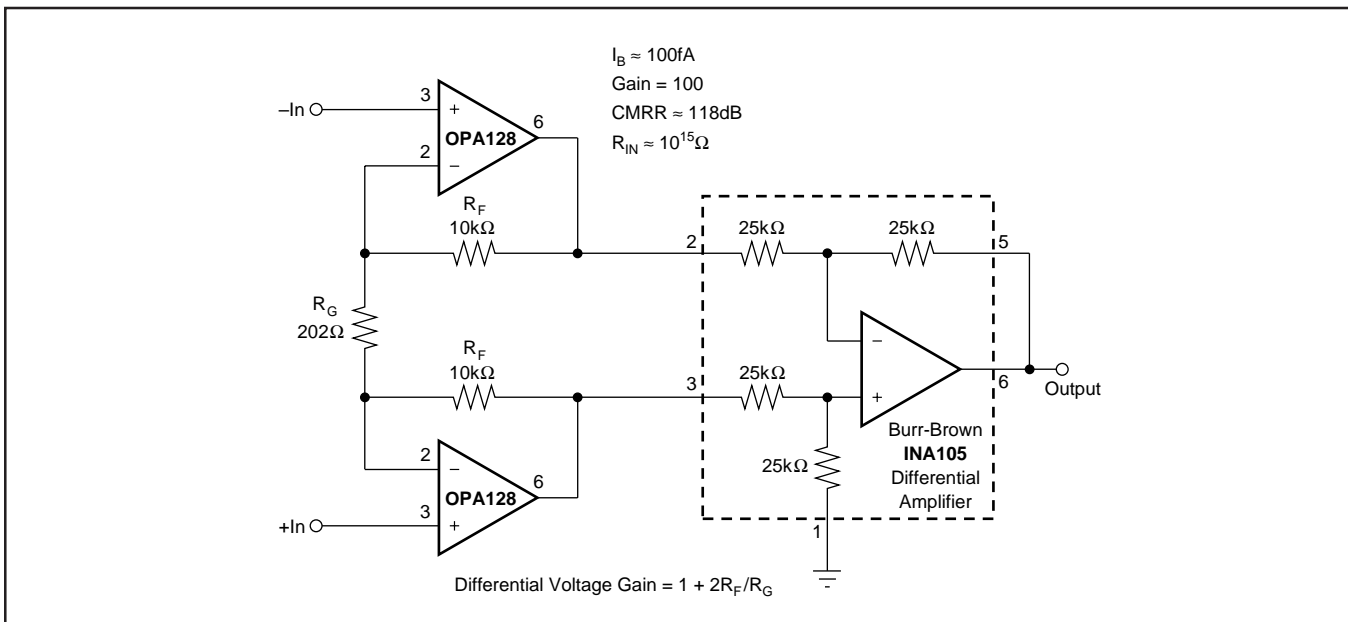 I_B ≈ 100fA
Gain = 100
CMRR ≈ 118dB
R_IN ≈ 10^15Ω
–In
3
+
OPA128
6
2
–
R_F
10kΩ
R_G
202Ω
R_F
10kΩ
2
–
OPA128
6
+In
3
+
2
25kΩ
25kΩ
5
–
3
25kΩ
+
6
Output
25kΩ
Burr-Brown
INA105
Differential
Amplifier
1
Differential Voltage Gain = 1 + 2R_F/R_G